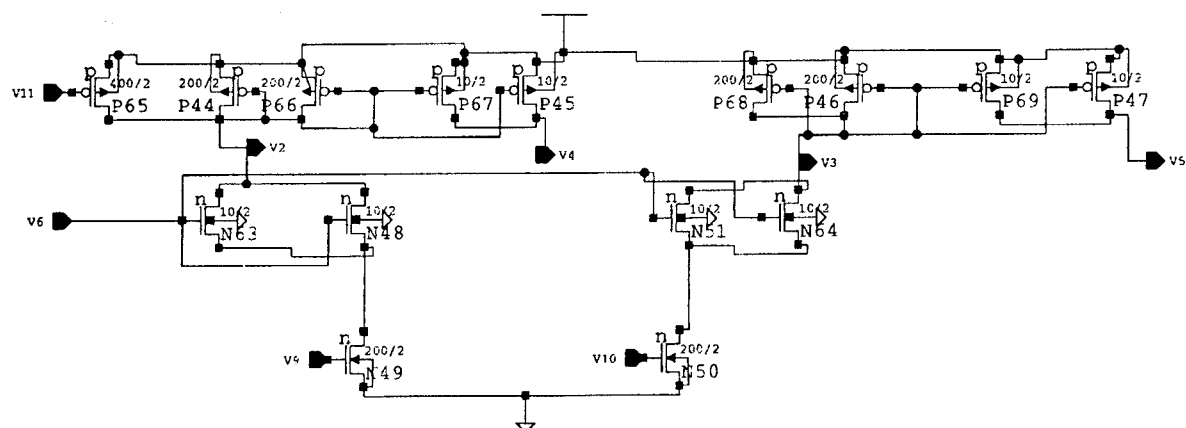 p p p p p p p p p
400/2 200/2 200/2 10/2 10/2 200/2 200/2 10/2 10/2
V11 P65 P44 P66 P67 P45 P68 P46 P69 P47
V2 V4 V3 V5
n n n n
10/2 10/2 10/2 10/2
V6 N63 N48 N51 N64
n n
V9 200/2 V10 200/2
N49 N50